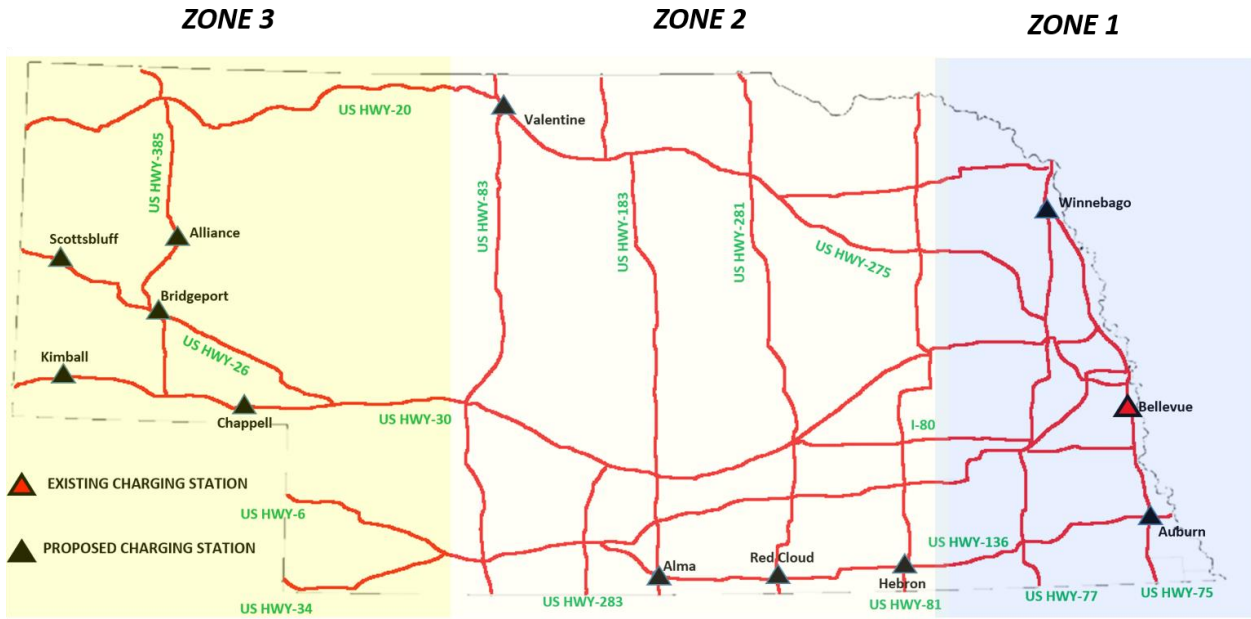 ZONE 3
ZONE 2
ZONE 1
US HWY-20
Valentine
US HWY-385
US HWY-83
US HWY-183
US HWY-281
Winnebago
Alliance
Scottsbluff
US HWY-275
Bridgeport
US HWY-26
Kimball
Chappell
US HWY-30
I-80
Bellevue
EXISTING CHARGING STATION
US HWY-6
PROPOSED CHARGING STATION
US HWY-136
Auburn
Alma
Red Cloud
Hebron
US HWY-34
US HWY-283
US HWY-81
US HWY-77
US HWY-75